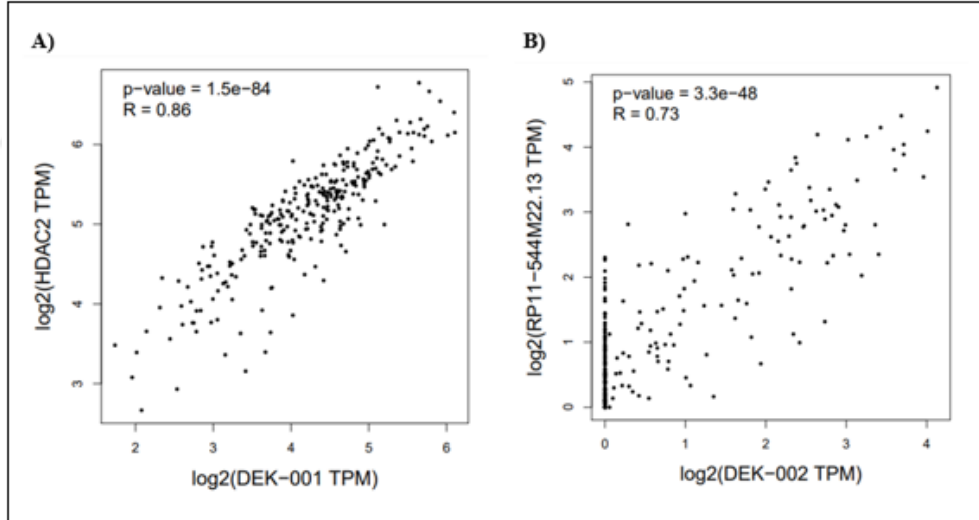 A)
p-value = 1.5e−84
R = 0.86
log2(HDAC2 TPM)
6
5
4
3
2 3 4 5 6
log2(DEK−001 TPM)
B)
p-value = 3.3e−48
R = 0.73
log2(RP11−544M22.13 TPM)
5
4
3
2
1
0
0 1 2 3 4
log2(DEK−002 TPM)